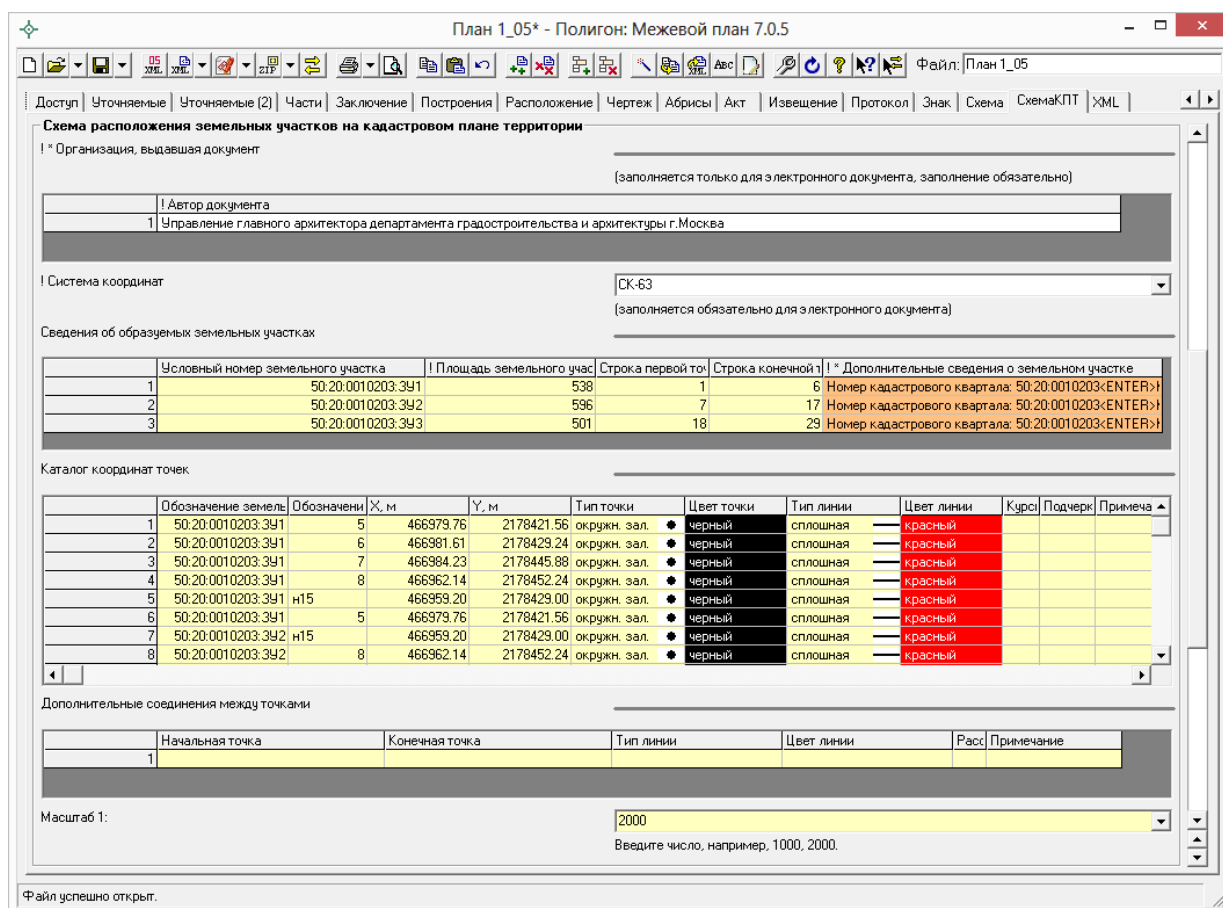 План 1_05* - Полигон: Межевой план 7.0.5
Файл: План 1_05
Доступ Уточняемые Уточняемые (2) Части Заключение Построения Расположение Чертеж Абрисы Акт Извещение Протокол Знак Схема СхемаКПТ XML
Схема расположения земельных участков на кадастровом плане территории
! * Организация, выдавшая документ
(заполняется только для электронного документа, заполнение обязательно)
! Автор документа
1 Управление главного архитектора департамента градостроительства и архитектуры г.Москва
! Система координат СК-63
(заполняется обязательно для электронного документа)
Сведения об образуемых земельных участках
Условный номер земельного участка ! Площадь земельного учас Строка первой точ Строка конечной т ! * Дополнительные сведения о земельном участке
1 50:20:0010203:ЗУ1 538 1 6 Номер кадастрового квартала: 50:20:0010203<ENTER>
2 50:20:0010203:ЗУ2 596 7 17 Номер кадастрового квартала: 50:20:0010203<ENTER>
3 50:20:0010203:ЗУ3 501 18 29 Номер кадастрового квартала: 50:20:0010203<ENTER>
Каталог координат точек
Обозначение земель Обозначени X, м Y, м Тип точки Цвет точки Тип линии Цвет линии Курси Подчерк Примеча
1 50:20:0010203:ЗУ1 5 466979.76 2178421.56 окружн. зал. черный сплошная красный
2 50:20:0010203:ЗУ1 6 466981.61 2178429.24 окружн. зал. черный сплошная красный
3 50:20:0010203:ЗУ1 7 466984.23 2178445.88 окружн. зал. черный сплошная красный
4 50:20:0010203:ЗУ1 8 466962.14 2178452.24 окружн. зал. черный сплошная красный
5 50:20:0010203:ЗУ1 н15 466959.20 2178429.00 окружн. зал. черный сплошная красный
6 50:20:0010203:ЗУ1 5 466979.76 2178421.56 окружн. зал. черный сплошная красный
7 50:20:0010203:ЗУ2 н15 466959.20 2178429.00 окружн. зал. черный сплошная красный
8 50:20:0010203:ЗУ2 8 466962.14 2178452.24 окружн. зал. черный сплошная красный
Дополнительные соединения между точками
Начальная точка Конечная точка Тип линии Цвет линии Расс Примечание
1
Масштаб 1: 2000
Введите число, например, 1000, 2000.
Файл успешно открыт.